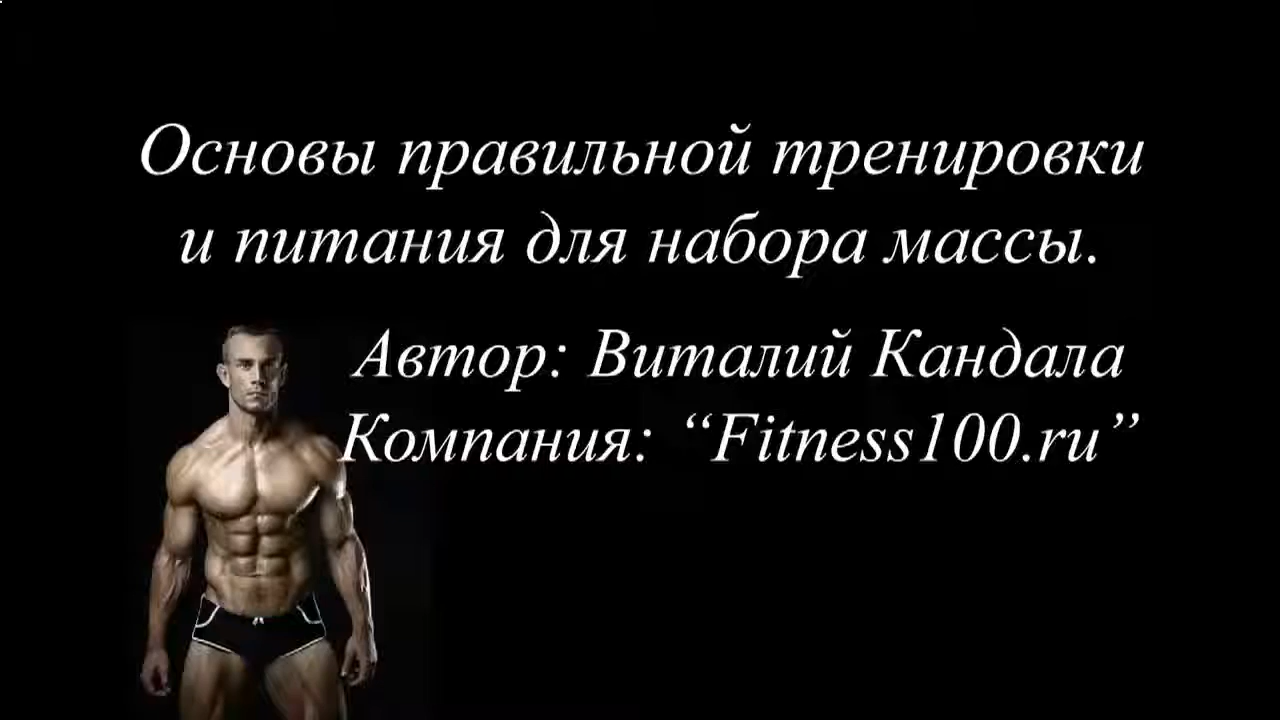 Основы правильной тренировки
и питания для набора массы.
Автор: Виталий Кандала
Компания: “Fitness100.ru”